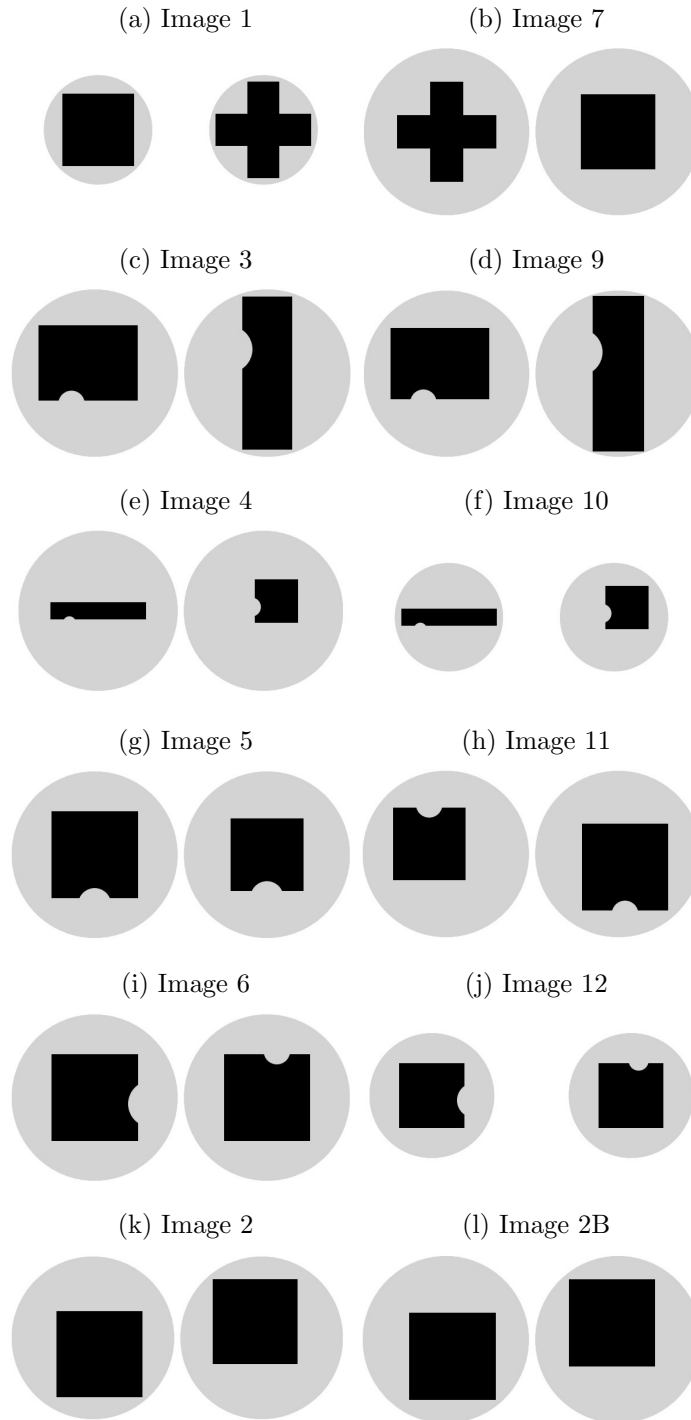 (a) Image 1
(b) Image 7
(c) Image 3
(d) Image 9
(e) Image 4
(f) Image 10
(g) Image 5
(h) Image 11
(i) Image 6
(j) Image 12
(k) Image 2
(l) Image 2B